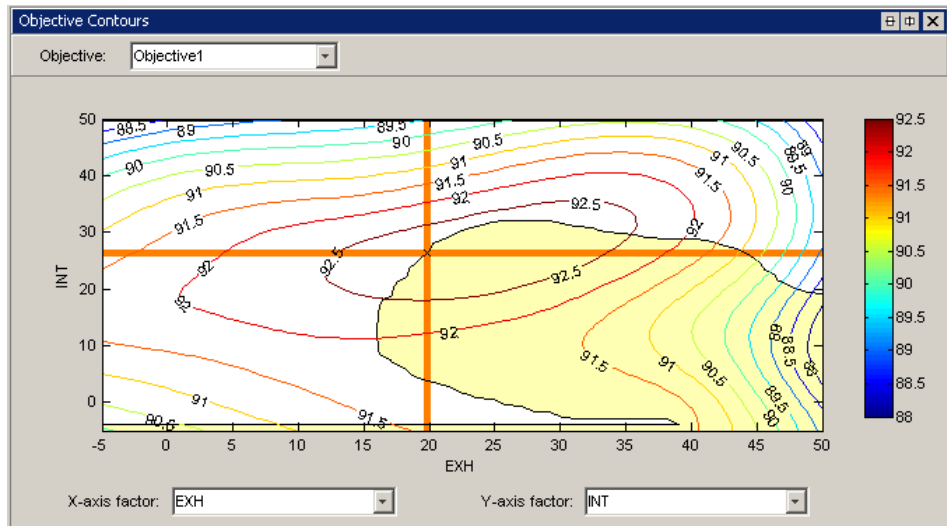 Objective Contours
Objective: Objective1
50
40
30
20
10
0
-5 0 5 10 15 20 25 30 35 40 45 50
INT
EXH
88.5 89 89.5 90 90.5
90 90.5 91 91.5 92
91 91.5 92 92.5
92 92.5 92.5 92
92 92
91.5 91 90.5 90 89.5 89
91 91.5 90.5
91.5 91 90.5 90 89 88.5 88
92.5
92
91.5
91
90.5
90
89.5
89
88.5
88
X-axis factor: EXH Y-axis factor: INT